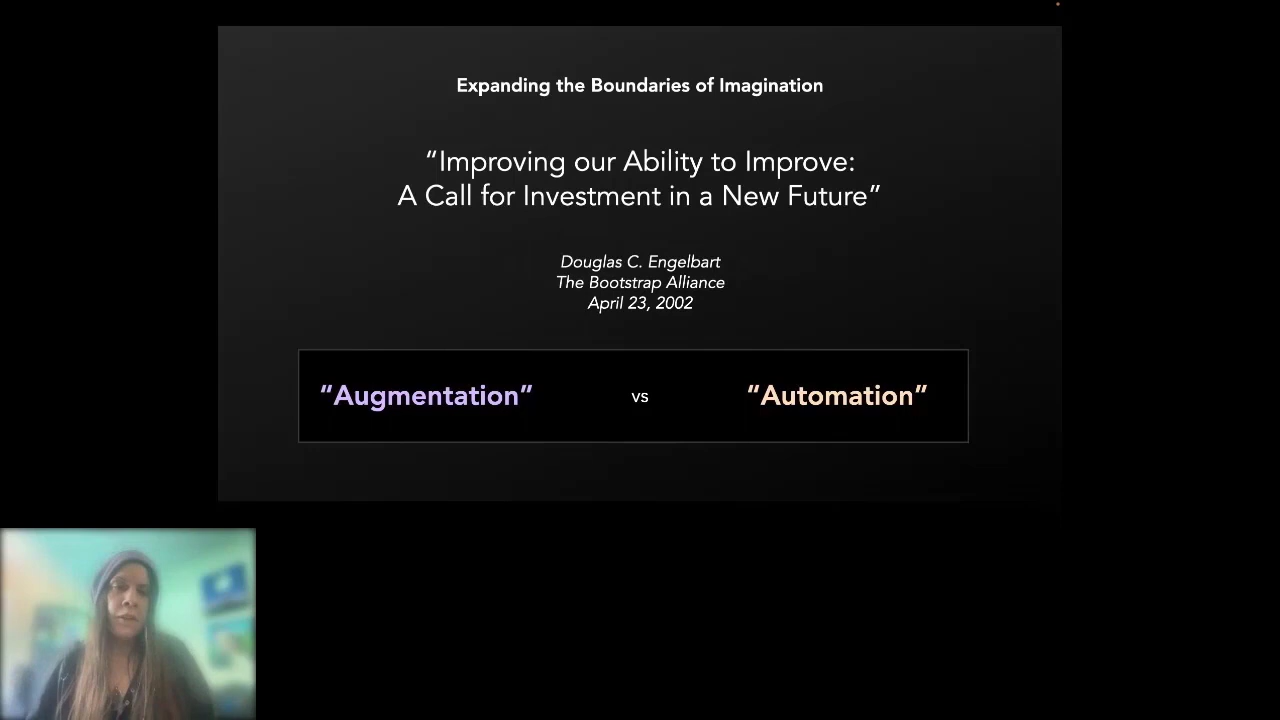 Expanding the Boundaries of Imagination
“Improving our Ability to Improve:
A Call for Investment in a New Future”
Douglas C. Engelbart
The Bootstrap Alliance
April 23, 2002
“Augmentation” vs “Automation”